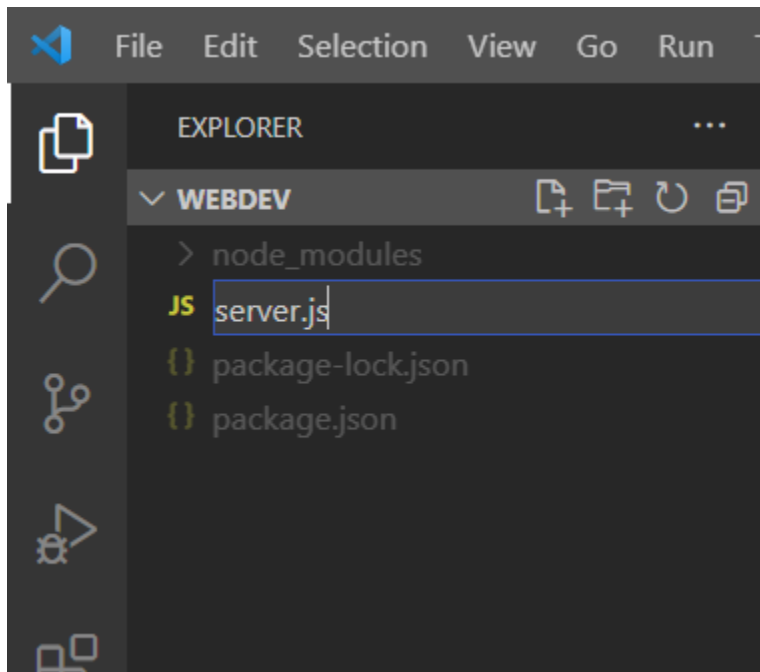 File Edit Selection View Go Run
EXPLORER
WEBDEV
node_modules
JS server.js
{} package-lock.json
{} package.json